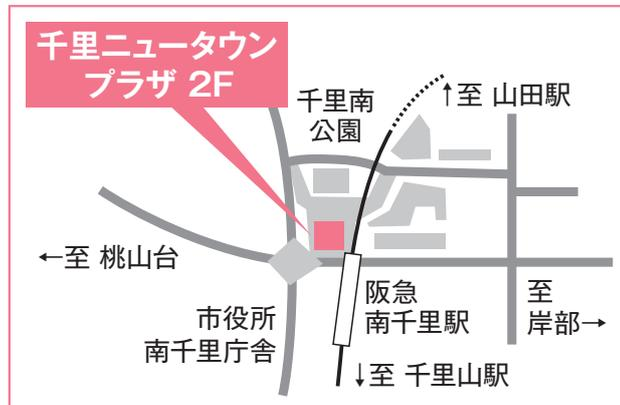 千里ニュータウン
プラザ 2F
千里南
公園
↑至 山田駅
←至 桃山台
市役所
南千里庁舎
阪急
南千里駅
至
岸部→
↓至 千里山駅